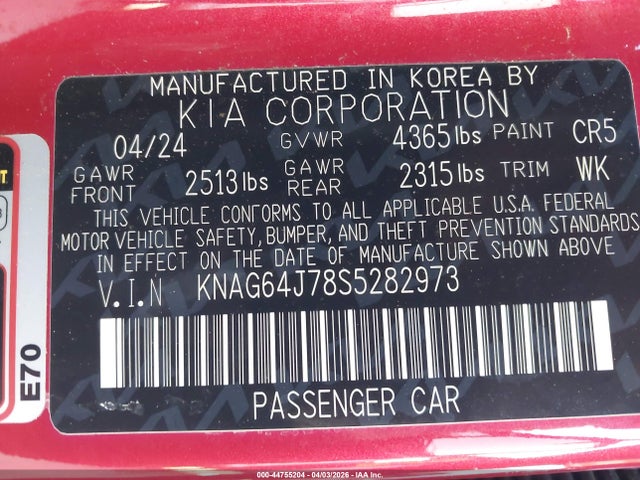 MANUFACTURED IN KOREA BY
KIA CORPORATION
04/24 GVWR 4365 lbs PAINT CR5
GAWR FRONT 2513 lbs GAWR REAR 2315 lbs TRIM WK
THIS VEHICLE CONFORMS TO ALL APPLICABLE U.S.A. FEDERAL
MOTOR VEHICLE SAFETY, BUMPER, AND THEFT PREVENTION STANDARDS
IN EFFECT ON THE DATE OF MANUFACTURE SHOWN ABOVE
V.I.N KNAG64J78S5282973
PASSENGER CAR
E70
000-44755204 - 04/03/2026 - IAA Inc.